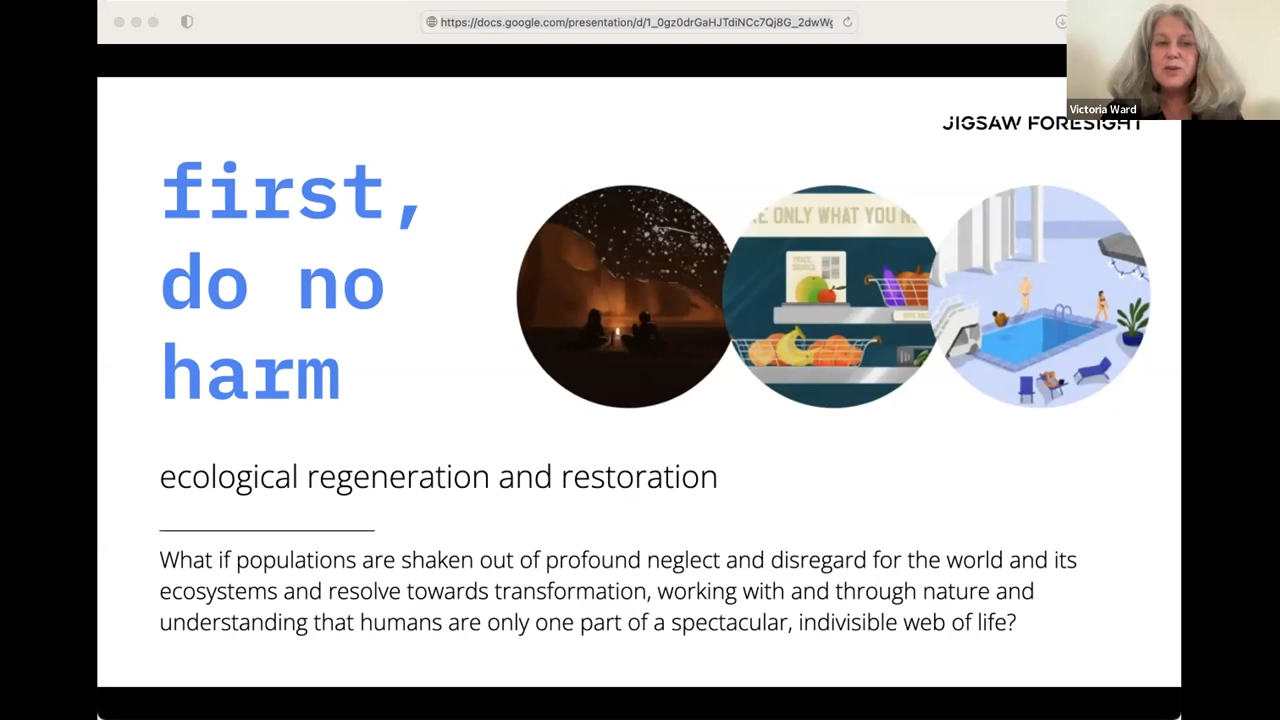 https://docs.google.com/presentation/d/1_0gz0drGaHJTdiNCc7Qj8G_2dwWg
Victoria Ward
JIGSAW FORESIGHT
first,
do no
harm
E ONLY WHAT YOU N
ecological regeneration and restoration
What if populations are shaken out of profound neglect and disregard for the world and its
ecosystems and resolve towards transformation, working with and through nature and
understanding that humans are only one part of a spectacular, indivisible web of life?